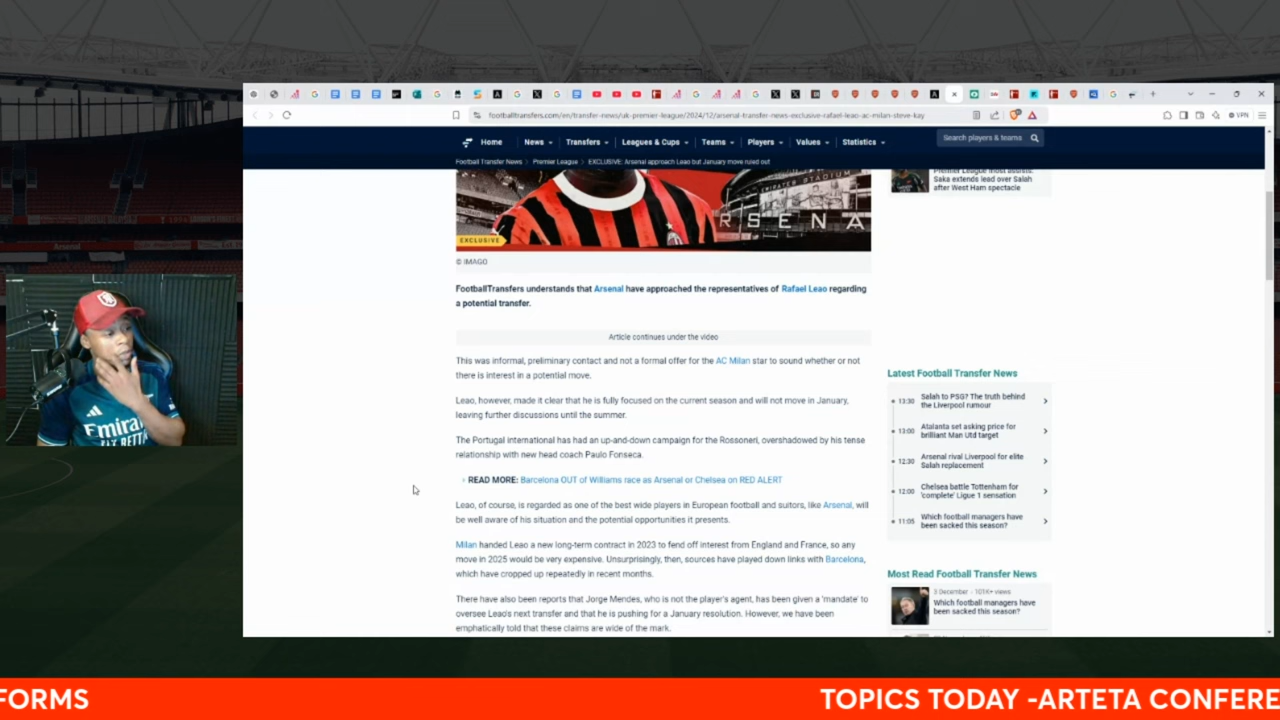 footballtransfers.com/en/transfer-news/uk-premier-league/2024/12/arsenal-transfer-news-exclusive-rafael-leao-ac-milan-steve-kay
VPN
Home News Transfers Leagues & Cups Teams Players Values Statistics
Search players & teams
Football Transfer News > Premier League > EXCLUSIVE: Arsenal approach Leao but January move ruled out
EMIRATES STADIUM
RSENA
EXCLUSIVE
© IMAGO
FootballTransfers understands that Arsenal have approached the representatives of Rafael Leao regarding
a potential transfer.
Article continues under the video
This was informal, preliminary contact and not a formal offer for the AC Milan star to sound whether or not
there is interest in a potential move.
Leao, however, made it clear that he is fully focused on the current season and will not move in January,
leaving further discussions until the summer.
The Portugal international has had an up-and-down campaign for the Rossoneri, overshadowed by his tense
relationship with new head coach Paulo Fonseca.
› READ MORE: Barcelona OUT of Williams race as Arsenal or Chelsea on RED ALERT
Leao, of course, is regarded as one of the best wide players in European football and suitors, like Arsenal, will
be well aware of his situation and the potential opportunities it presents.
Milan handed Leao a new long-term contract in 2023 to fend off interest from England and France, so any
move in 2025 would be very expensive. Unsurprisingly, then, sources have played down links with Barcelona,
which have cropped up repeatedly in recent months.
There have also been reports that Jorge Mendes, who is not the player's agent, has been given a 'mandate' to
oversee Leao's next transfer and that he is pushing for a January resolution. However, we have been
emphatically told that these claims are wide of the mark.
Premier League most assists:
Saka extends lead over Salah
after West Ham spectacle
Latest Football Transfer News
13:30 Salah to PSG? The truth behind
the Liverpool rumour
13:00 Atalanta set asking price for
brilliant Man Utd target
12:30 Arsenal rival Liverpool for elite
Salah replacement
12:00 Chelsea battle Tottenham for
'complete' Ligue 1 sensation
11:05 Which football managers have
been sacked this season?
Most Read Football Transfer News
3 December - 101K+ views
Which football managers have
been sacked this season?
Emirates
FORMS
TOPICS TODAY -ARTETA CONFERE